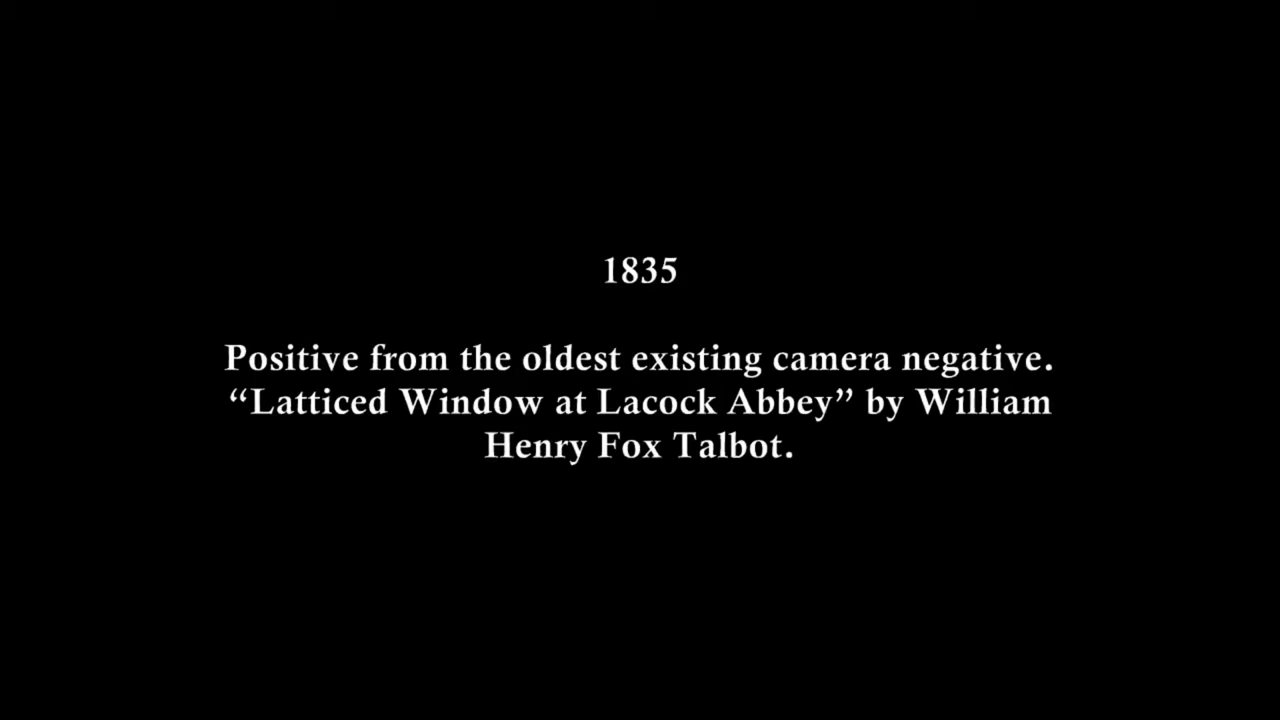 1835
Positive from the oldest existing camera negative.
“Latticed Window at Lacock Abbey” by William
Henry Fox Talbot.